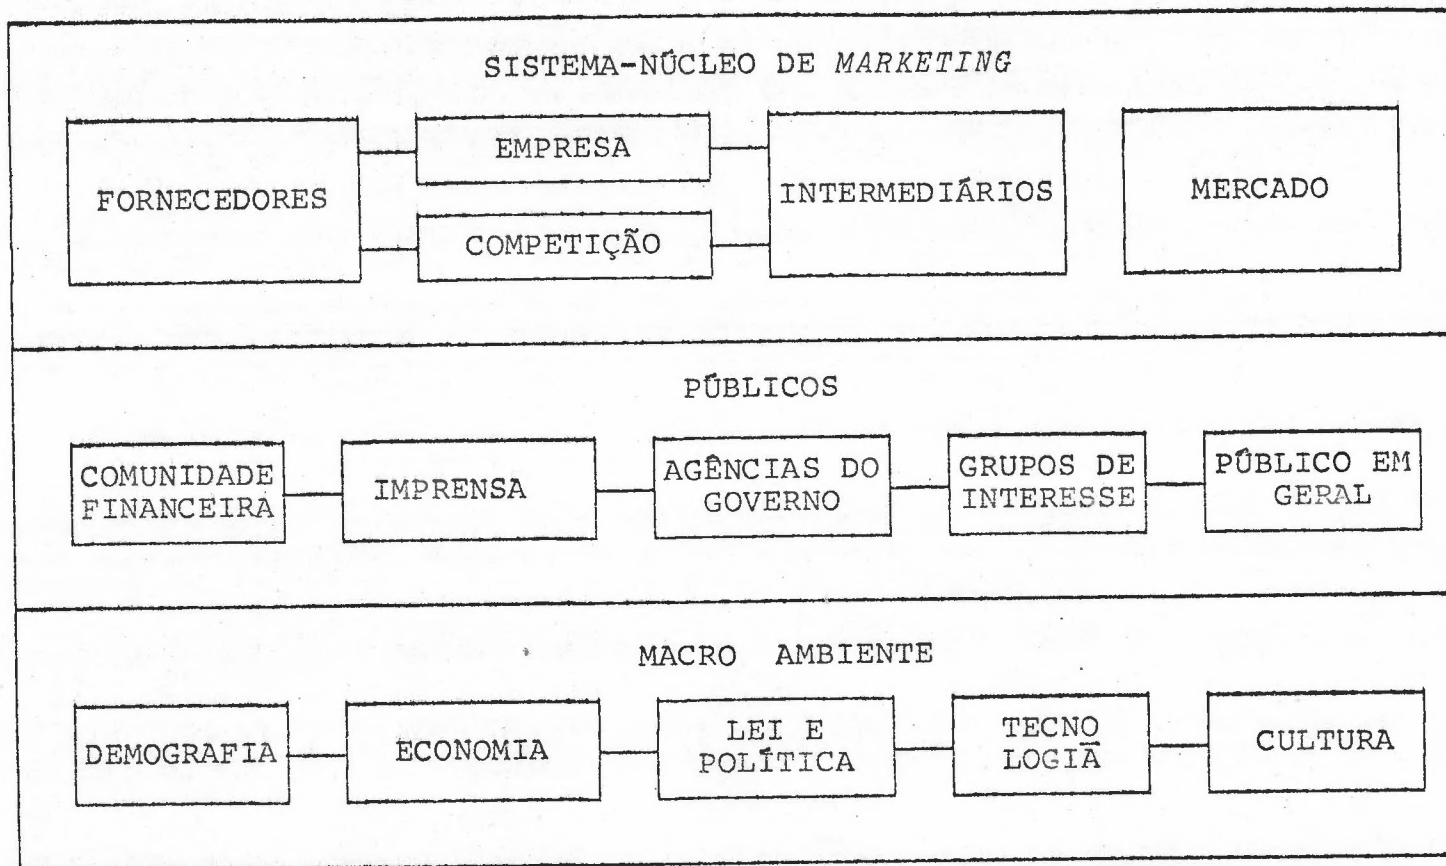 SISTEMA-NÚCLEO DE MARKETING
FORNECEDORES
EMPRESA
COMPETIÇÃO
INTERMEDIÁRIOS
MERCADO
PÚBLICOS
COMUNIDADE
FINANCEIRA
IMPRENSA
AGÊNCIAS DO
GOVERNO
GRUPOS DE
INTERESSE
PÚBLICO EM
GERAL
MACRO AMBIENTE
DEMOGRAFIA
ECONOMIA
LEI E
POLÍTICA
TECNO
LOGIA
CULTURA